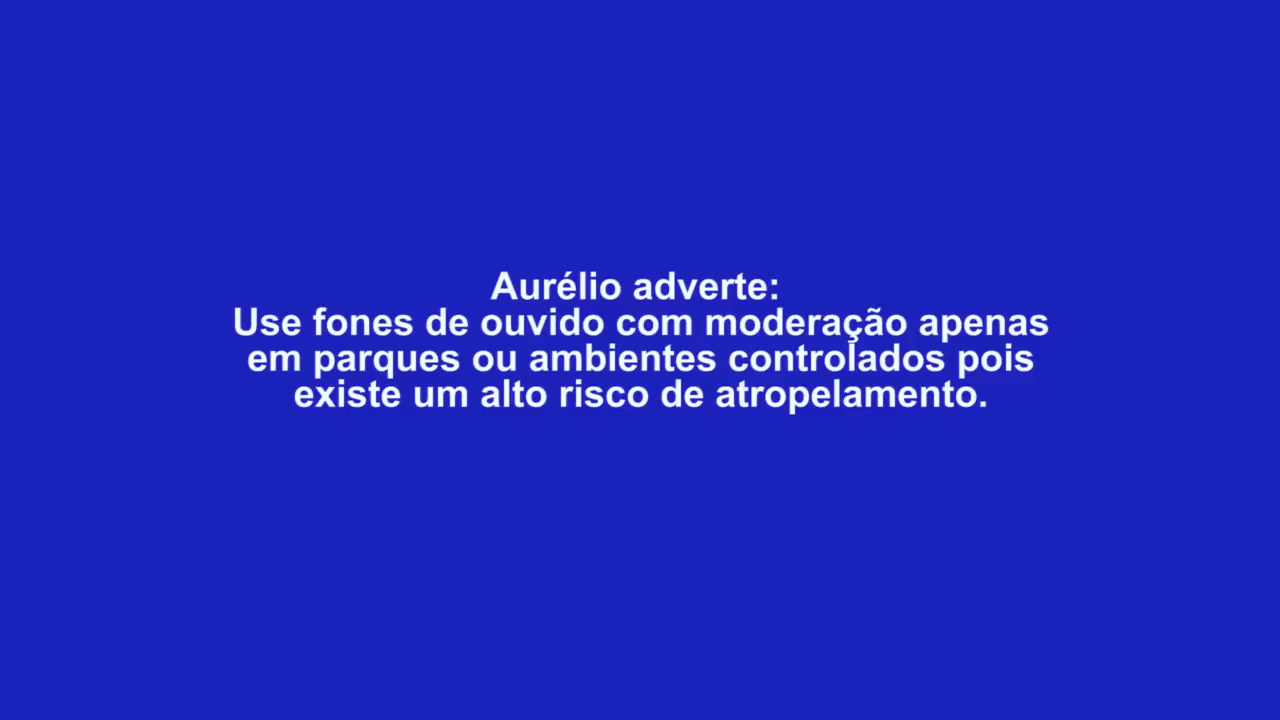 Aurélio adverte:
Use fones de ouvido com moderação apenas
em parques ou ambientes controlados pois
existe um alto risco de atropelamento.